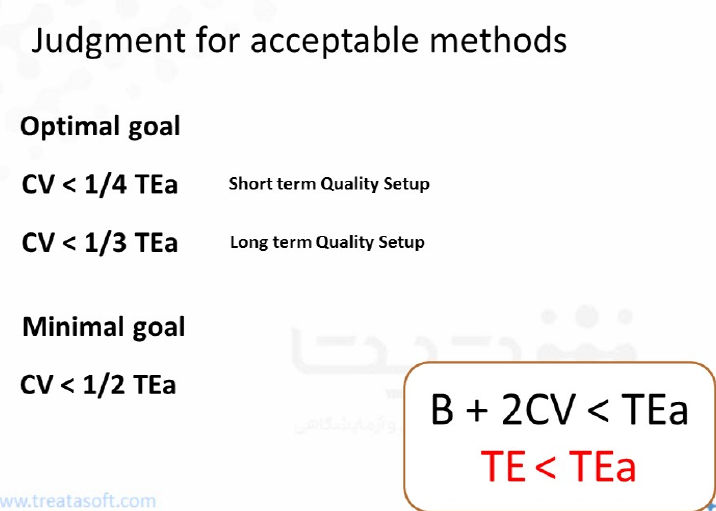 Judgment for acceptable methods
Optimal goal
CV < 1/4 TEa Short term Quality Setup
CV < 1/3 TEa Long term Quality Setup
Minimal goal
CV < 1/2 TEa
B + 2CV < TEa
TE < TEa
ww.treatasoft.com